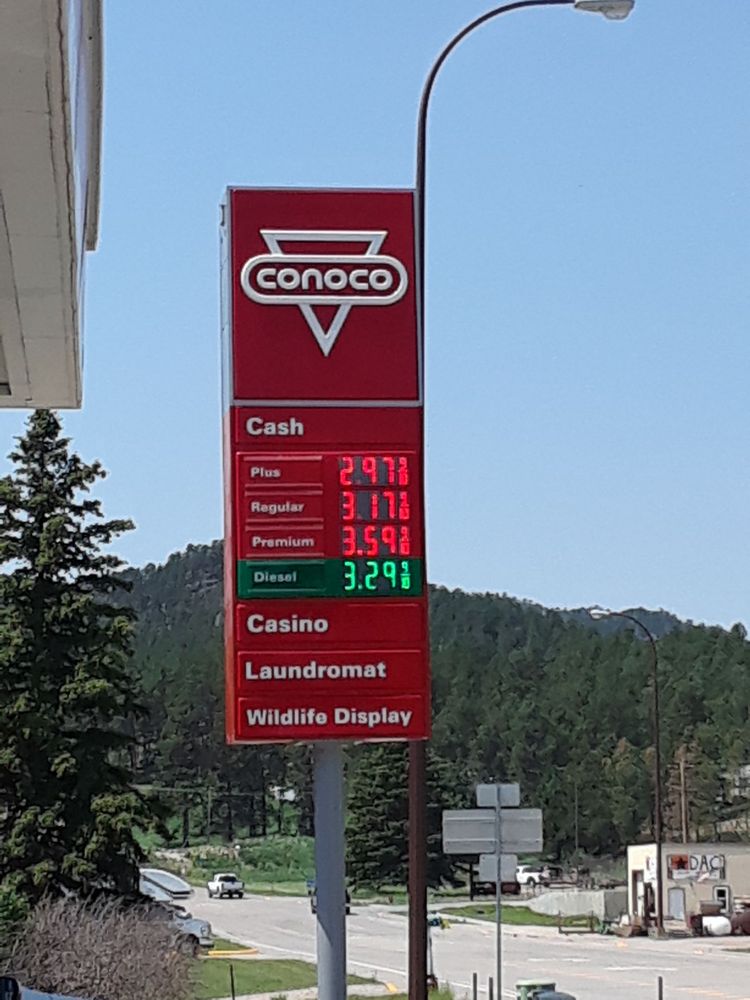 conoco
Cash
Plus 2.97 9/10
Regular 3.17 9/10
Premium 3.59 9/10
Diesel 3.29 9/10
Casino
Laundromat
Wildlife Display
DAC